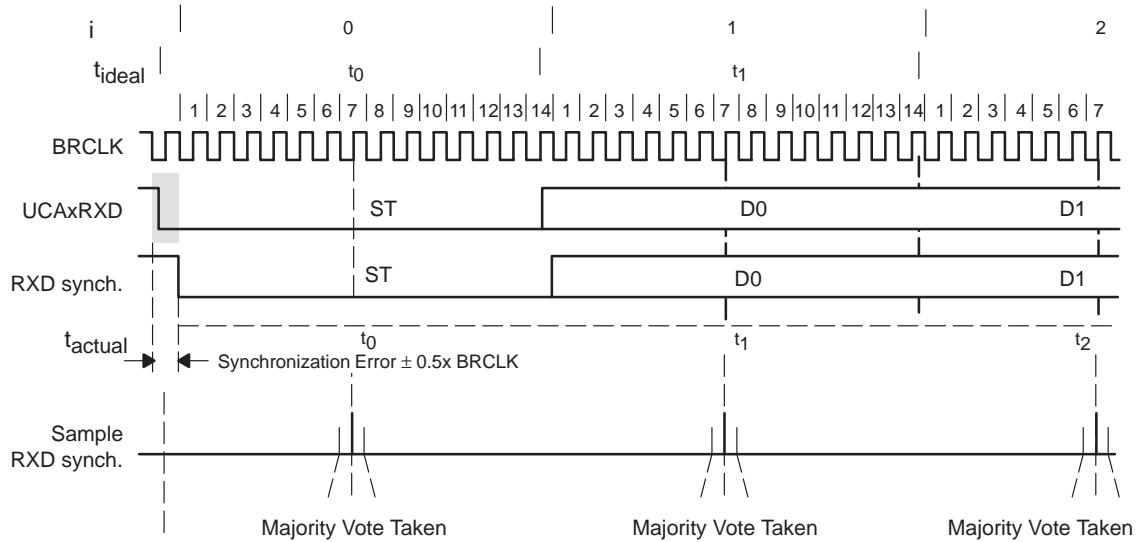 i 0 1 2
tideal t0 t1
1 2 3 4 5 6 7 8 9 10 11 12 13 14 1 2 3 4 5 6 7 8 9 10 11 12 13 14 1 2 3 4 5 6 7
BRCLK
UCAxRXD ST D0 D1
RXD synch. ST D0 D1
tactual t0 t1 t2
Synchronization Error ± 0.5x BRCLK
Sample
RXD synch.
Majority Vote Taken Majority Vote Taken Majority Vote Taken